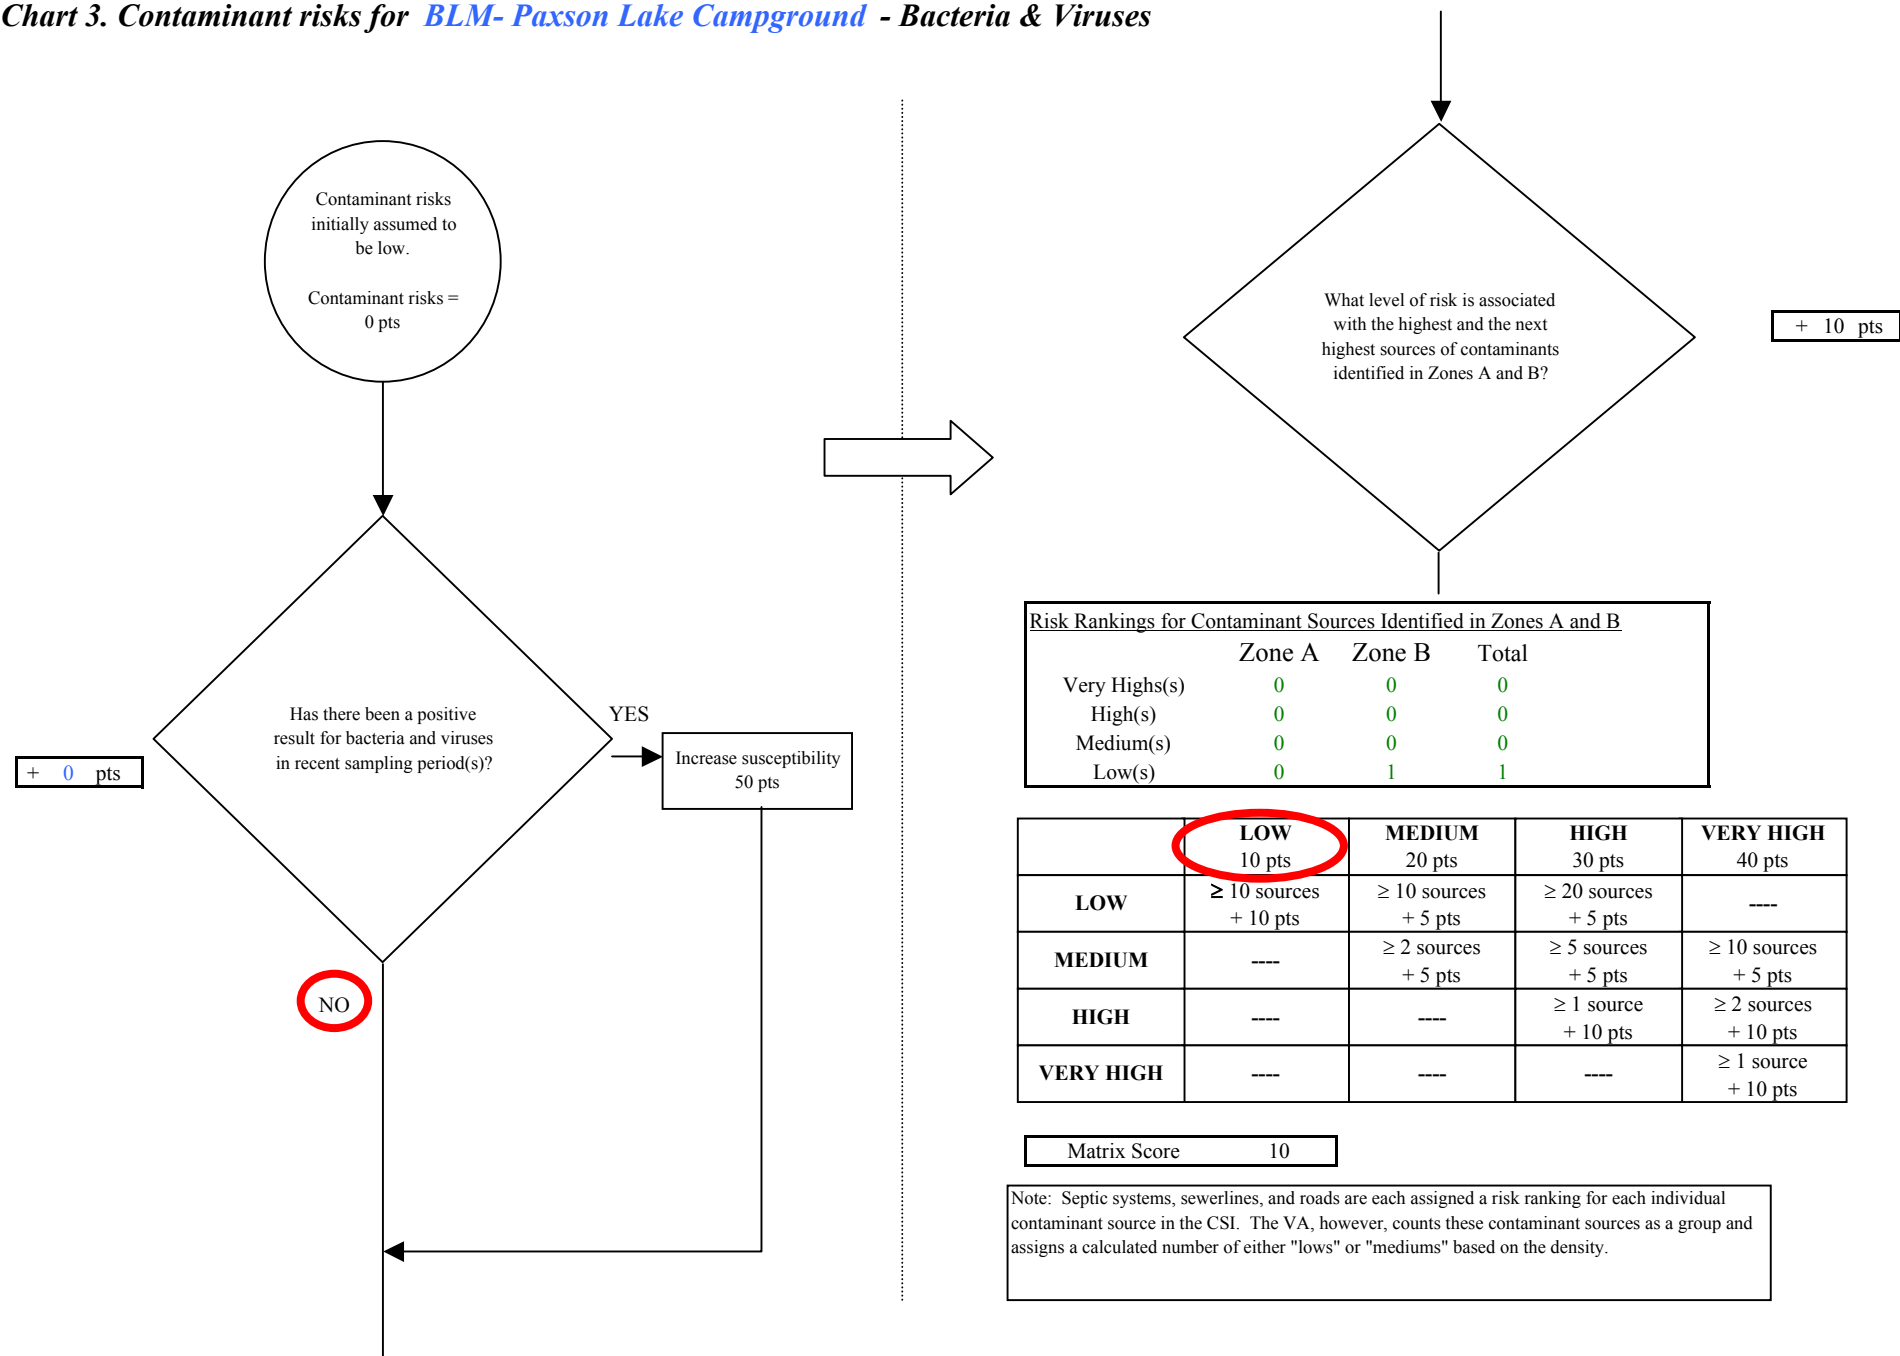 Chart 3. Contaminant risks for BLM- Paxson Lake Campground - Bacteria & Viruses
Contaminant risks
initially assumed to
be low.
Contaminant risks =
0 pts
Has there been a positive
result for bacteria and viruses
in recent sampling period(s)?
+ 0 pts
YES
Increase susceptibility
50 pts
NO
What level of risk is associated
with the highest and the next
highest sources of contaminants
identified in Zones A and B?
+ 10 pts
Risk Rankings for Contaminant Sources Identified in Zones A and B
Zone A Zone B Total
Very Highs(s) 0 0 0
High(s) 0 0 0
Medium(s) 0 0 0
Low(s) 0 1 1
LOW MEDIUM HIGH VERY HIGH
10 pts 20 pts 30 pts 40 pts
LOW ≥ 10 sources ≥ 10 sources ≥ 20 sources ----
+ 10 pts + 5 pts + 5 pts
MEDIUM ---- ≥ 2 sources ≥ 5 sources ≥ 10 sources
+ 5 pts + 5 pts + 5 pts
HIGH ---- ---- ≥ 1 source ≥ 2 sources
+ 10 pts + 10 pts
VERY HIGH ---- ---- ---- ≥ 1 source
+ 10 pts
Matrix Score 10
Note: Septic systems, sewerlines, and roads are each assigned a risk ranking for each individual
contaminant source in the CSI. The VA, however, counts these contaminant sources as a group and
assigns a calculated number of either "lows" or "mediums" based on the density.